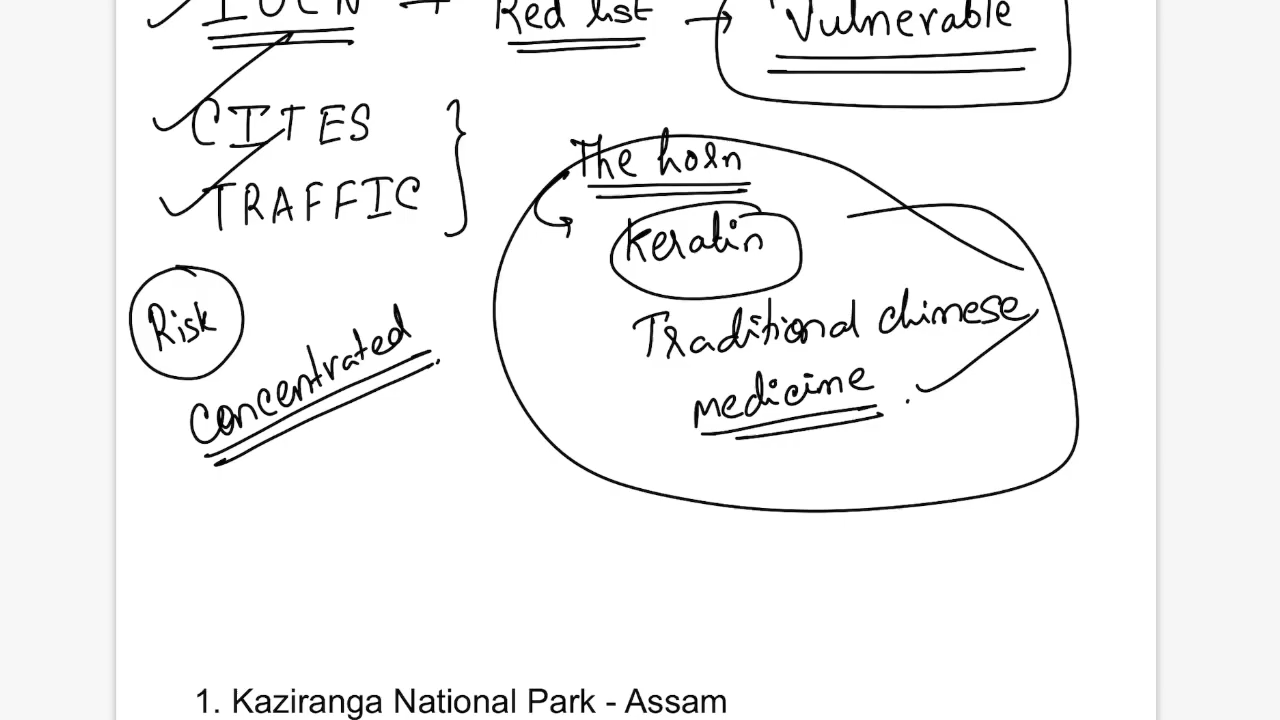 IUCN → Red list → Vulnerable
CITES
TRAFFIC
The horn
Keratin
Traditional chinese
medicine
Risk
Concentrated
1. Kaziranga National Park - Assam